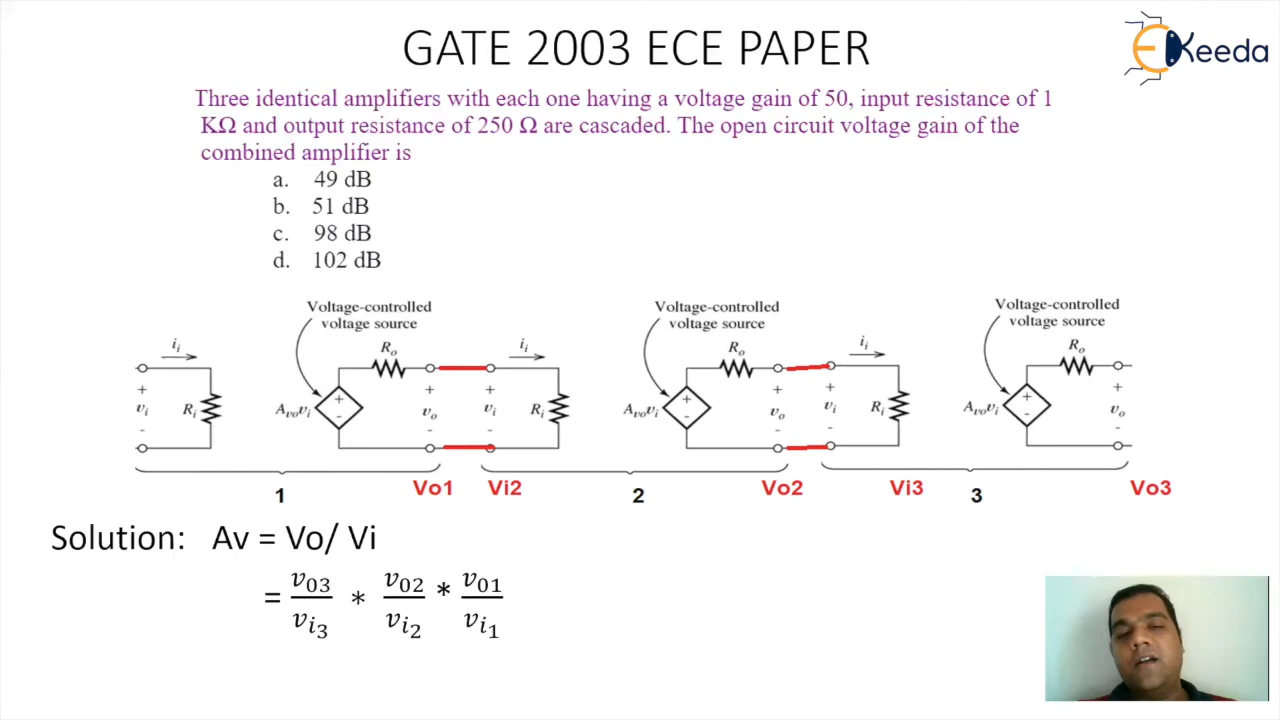 GATE 2003 ECE PAPER
EKeeda
Three identical amplifiers with each one having a voltage gain of 50, input resistance of 1
KΩ and output resistance of 250 Ω are cascaded. The open circuit voltage gain of the
combined amplifier is
a. 49 dB
b. 51 dB
c. 98 dB
d. 102 dB
Voltage-controlled
voltage source
Voltage-controlled
voltage source
Voltage-controlled
voltage source
i_i R_o i_i R_o i_i R_o
+ + + + + + + + +
v_i R_i A_vo v_i v_o v_i R_i A_vo v_i v_o v_i R_i A_vo v_i v_o
- - - - - - - - -
1 Vo1 Vi2 2 Vo2 Vi3 3 Vo3
Solution: Av = Vo/ Vi
= v_03/v_i3 * v_02/v_i2 * v_01/v_i1